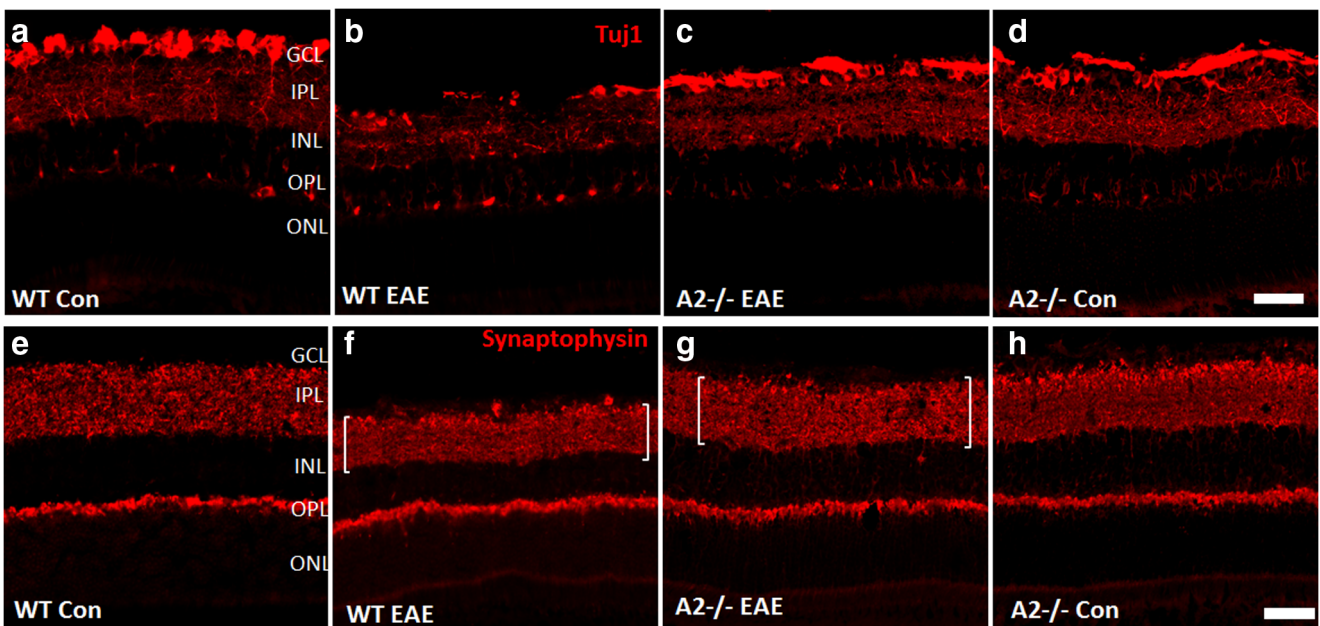 a
GCL
IPL
INL
OPL
ONL
WT Con
b
Tuj1
WT EAE
c
A2-/- EAE
d
A2-/- Con
e
GCL
IPL
INL
OPL
ONL
WT Con
f
Synaptophysin
WT EAE
g
A2-/- EAE
h
A2-/- Con